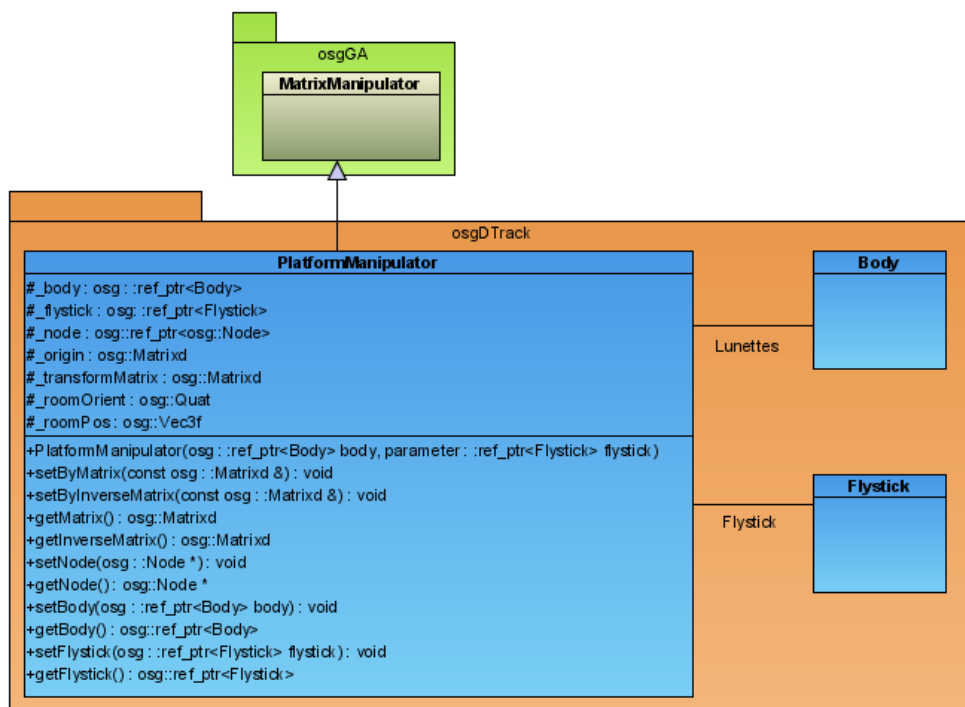 osgGA
MatrixManipulator
osgDTrack
PlatformManipulator
#_body : osg : :ref_ptr<Body>
#_flystick : osg: :ref_ptr<Flystick>
#_node : osg::ref_ptr<osg::Node>
#_origin : osg::Matrixd
#_transformMatrix : osg::Matrixd
#_roomOrient : osg::Quat
#_roomPos : osg::Vec3f
+PlatformManipulator(osg : :ref_ptr<Body> body, parameter : :ref_ptr<Flystick> flystick)
+setByMatrix(const osg : :Matrixd &) : void
+setByInverseMatrix(const osg : :Matrixd &) : void
+getMatrix() : osg::Matrixd
+getInverseMatrix() : osg::Matrixd
+setNode(osg : :Node *) : void
+getNode() : osg::Node *
+setBody(osg : :ref_ptr<Body> body) : void
+getBody() : osg::ref_ptr<Body>
+setFlystick(osg : :ref_ptr<Flystick> flystick) : void
+getFlystick() : osg::ref_ptr<Flystick>
Lunettes
Body
Flystick
Flystick